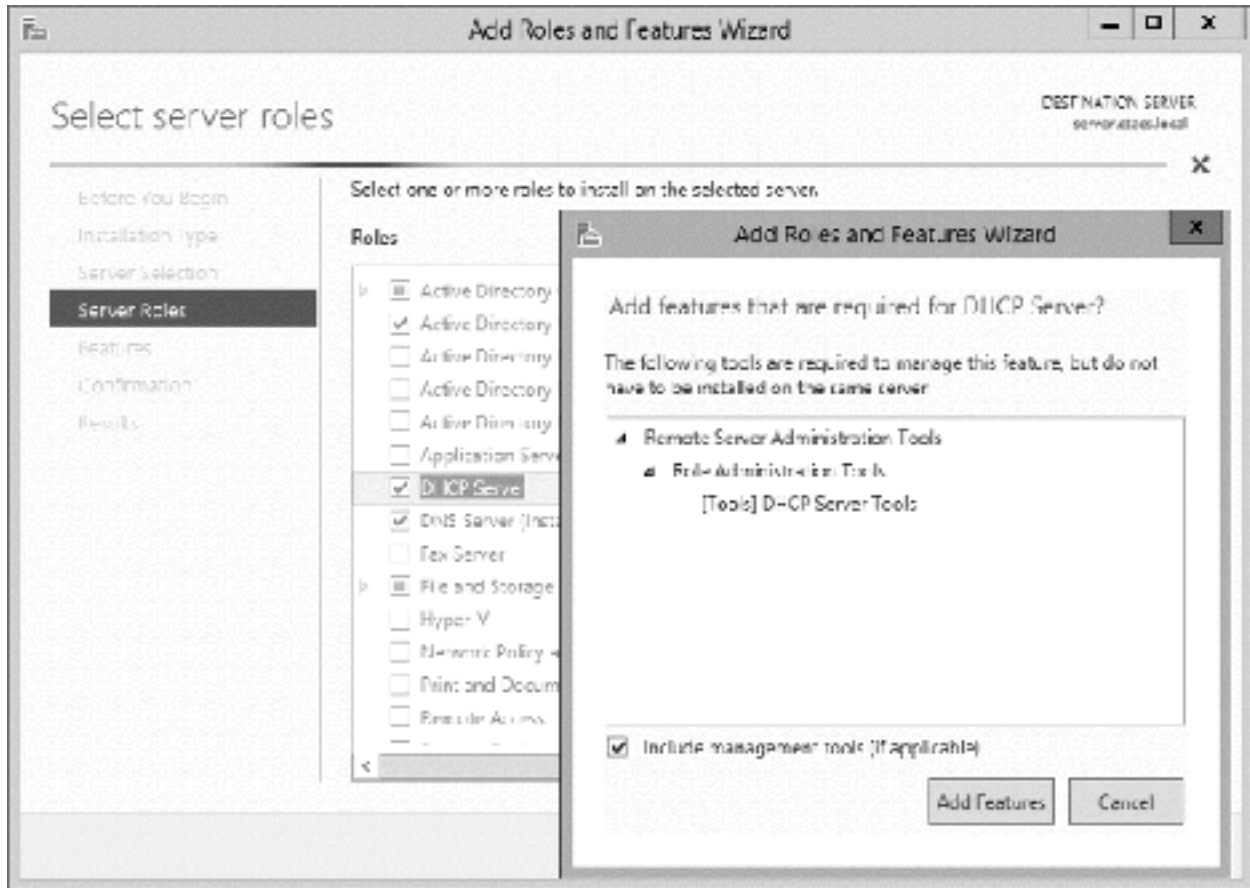 Add Roles and Features Wizard
Select server roles
DESTINATION SERVER
Before You Begin
Installation Type
Server Selection
Server Roles
Features
Confirmation
Results
Select one or more roles to install on the selected server.
Roles
Active Directory
Active Directory
Active Directory
Active Directory
Active Directory
Application Serve
DHCP Server
DNS Server (Insta
Fax Server
File and Storage
Hyper-V
Network Policy a
Print and Docum
Remote Access
Add Roles and Features Wizard
Add features that are required for DHCP Server?
The following tools are required to manage this feature, but do not
have to be installed on the same server.
Remote Server Administration Tools
Role Administration Tools
[Tools] DHCP Server Tools
Include management tools (if applicable)
Add Features
Cancel